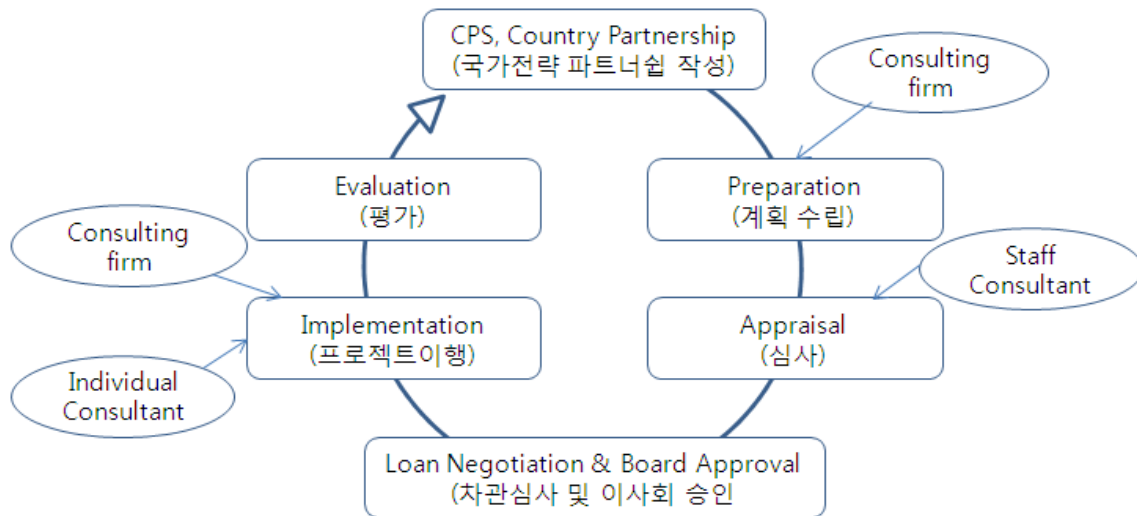 CPS, Country Partnership
(국가전략 파트너쉽 작성)
Consulting
firm
Evaluation
(평가)
Preparation
(계획 수립)
Consulting
firm
Staff
Consultant
Implementation
(프로젝트이행)
Appraisal
(심사)
Individual
Consultant
Loan Negotiation & Board Approval
(차관심사 및 이사회 승인